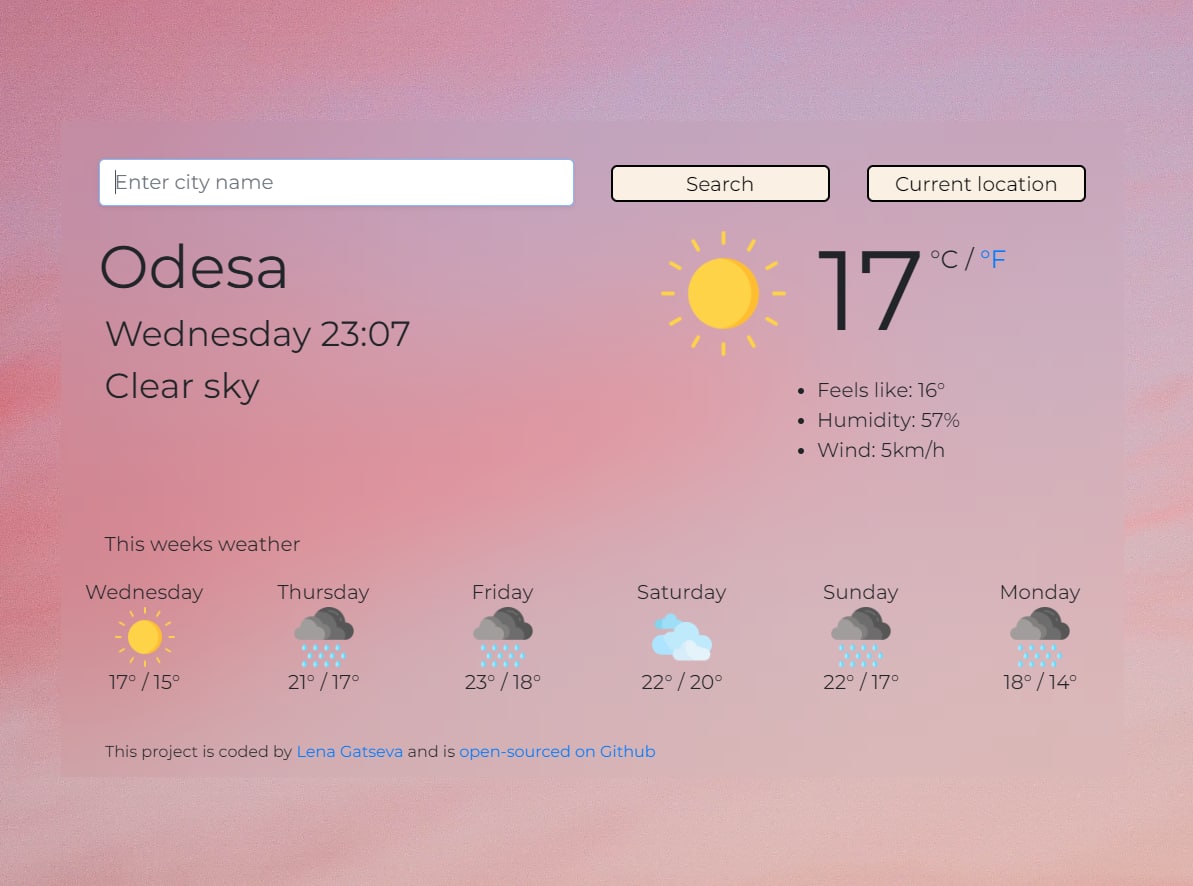 Enter city name
Search
Current location
Odesa
17 °C / °F
Wednesday 23:07
Clear sky
Feels like: 16°
Humidity: 57%
Wind: 5km/h
This weeks weather
Wednesday Thursday Friday Saturday Sunday Monday
17° / 15° 21° / 17° 23° / 18° 22° / 20° 22° / 17° 18° / 14°
This project is coded by Lena Gatseva and is open-sourced on Github